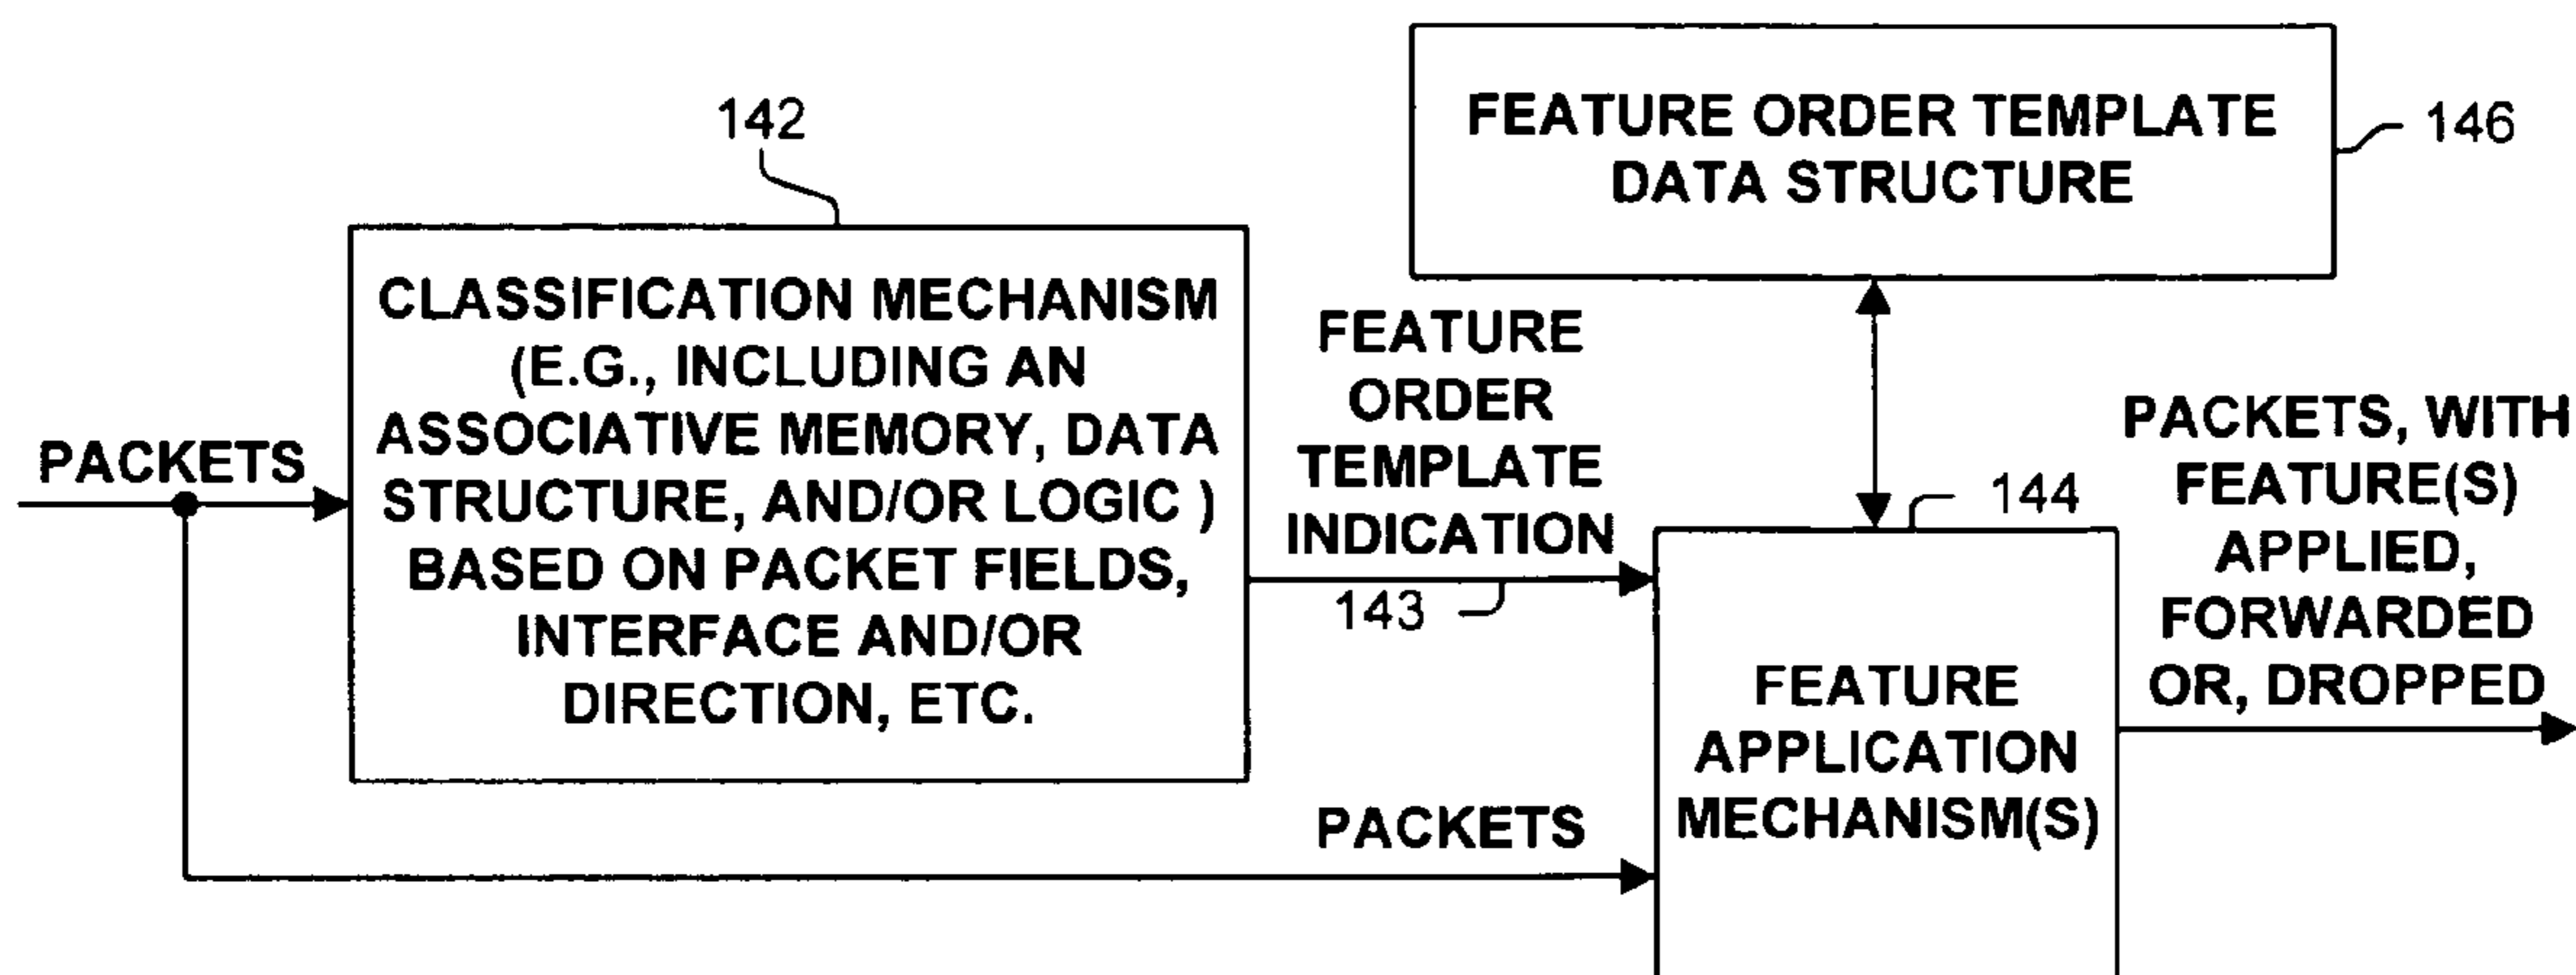 142
FEATURE ORDER TEMPLATE
DATA STRUCTURE
146
CLASSIFICATION MECHANISM
(E.G., INCLUDING AN
ASSOCIATIVE MEMORY, DATA
STRUCTURE, AND/OR LOGIC )
BASED ON PACKET FIELDS,
INTERFACE AND/OR
DIRECTION, ETC.
PACKETS
FEATURE
ORDER
TEMPLATE
INDICATION
143
144
PACKETS, WITH
FEATURE(S)
APPLIED,
FORWARDED
OR, DROPPED
FEATURE
APPLICATION
MECHANISM(S)
PACKETS